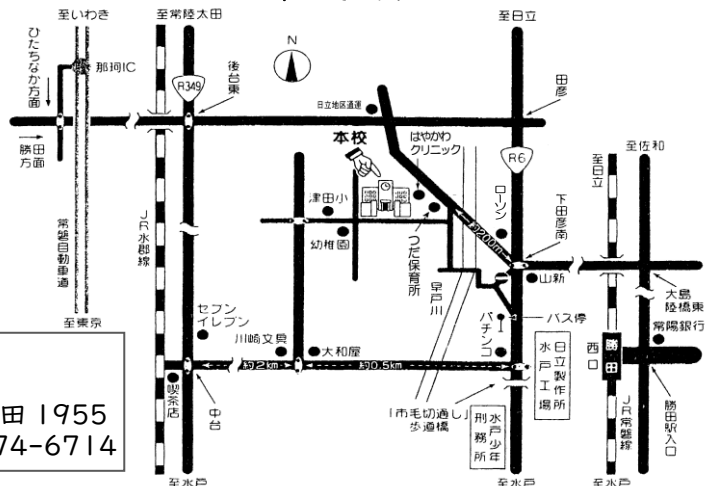 至いわき
至常陸太田
至日立
ひたちなか方面
那珂IC
R349
後台東
N
日立地区通運
田彦
勝田方面
本校
はやかわ
クリニック
R6
至日立
至佐和
ローソン
下田彦南
津田小
幼稚園
つだ保育所
約200m
早戸川
山新
常磐自動車道
JR水郡線
大島陸橋東
至東京
セブン
イレブン
川崎文具
大和屋
パチンコ
バス停
日立製作所
水戸工場
西口
勝田
常陽銀行
約2km
約0.5km
喫茶店
中台
「市毛切通し」
歩道橋
水戸少年
刑務所
JR常磐線
勝田駅入口
田 1955
74-6714
至水戸
至水戸
至水戸